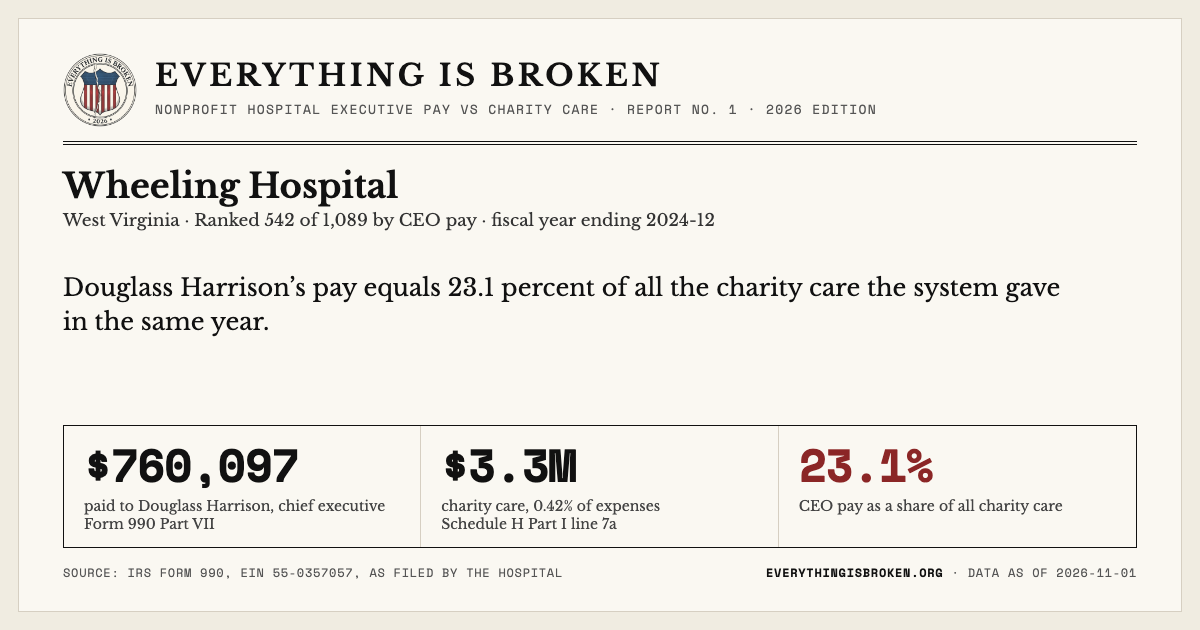 EVERYTHING IS BROKEN
· 2026 ·
EVERYTHING IS BROKEN
NONPROFIT HOSPITAL EXECUTIVE PAY VS CHARITY CARE · REPORT NO. 1 · 2026 EDITION
Wheeling Hospital
West Virginia · Ranked 542 of 1,089 by CEO pay · fiscal year ending 2024-12
Douglass Harrison’s pay equals 23.1 percent of all the charity care the system gave
in the same year.
$760,097
paid to Douglass Harrison, chief executive
Form 990 Part VII
$3.3M
charity care, 0.42% of expenses
Schedule H Part I line 7a
23.1%
CEO pay as a share of all charity care
SOURCE: IRS FORM 990, EIN 55-0357057, AS FILED BY THE HOSPITAL
EVERYTHINGISBROKEN.ORG · DATA AS OF 2026-11-01